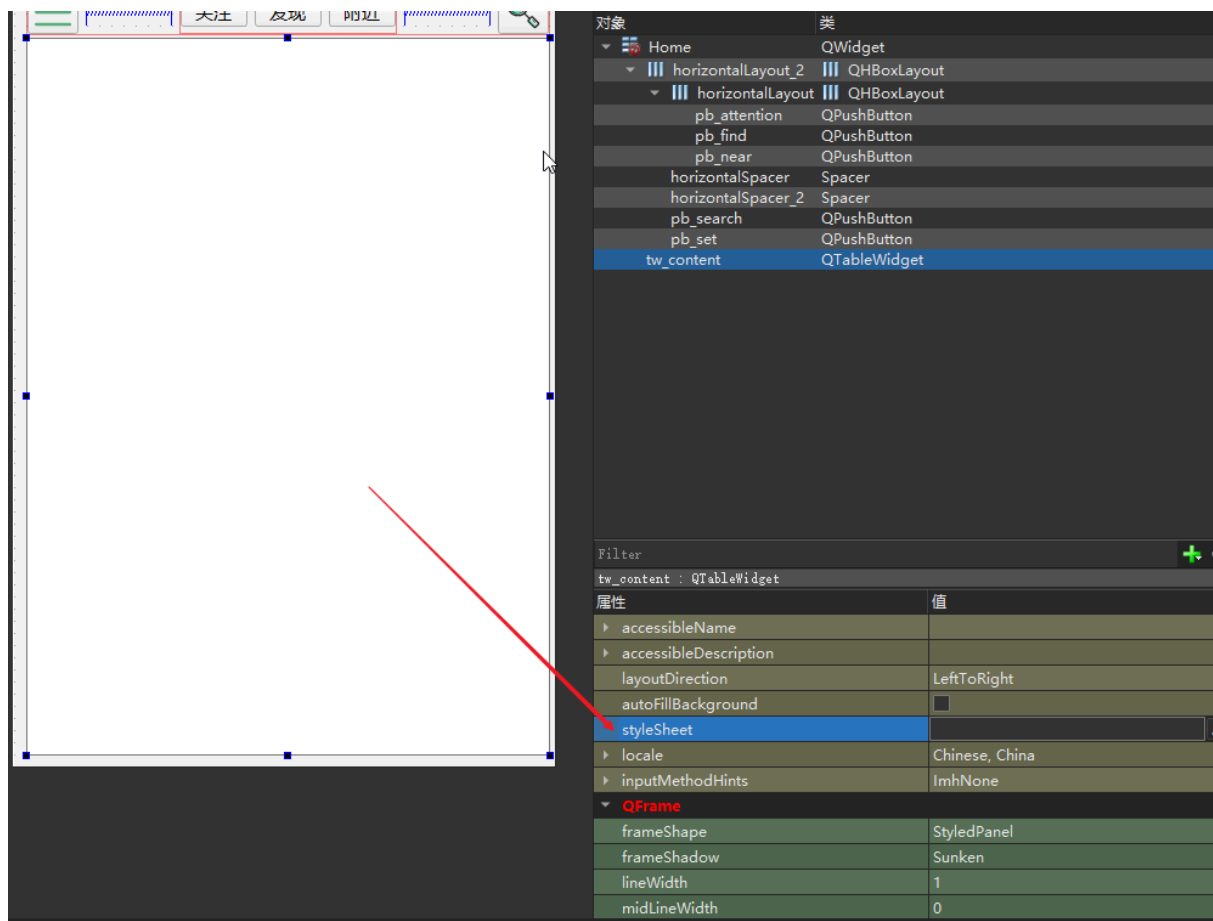 关注 发现 附近
对象 类
Home QWidget
horizontalLayout_2 QHBoxLayout
horizontalLayout QHBoxLayout
pb_attention QPushButton
pb_find QPushButton
pb_near QPushButton
horizontalSpacer Spacer
horizontalSpacer_2 Spacer
pb_search QPushButton
pb_set QPushButton
tw_content QTableWidget
Filter
tw_content : QTableWidget
属性 值
accessibleName
accessibleDescription
layoutDirection LeftToRight
autoFillBackground
styleSheet
locale Chinese, China
inputMethodHints ImhNone
QFrame
frameShape StyledPanel
frameShadow Sunken
lineWidth 1
midLineWidth 0